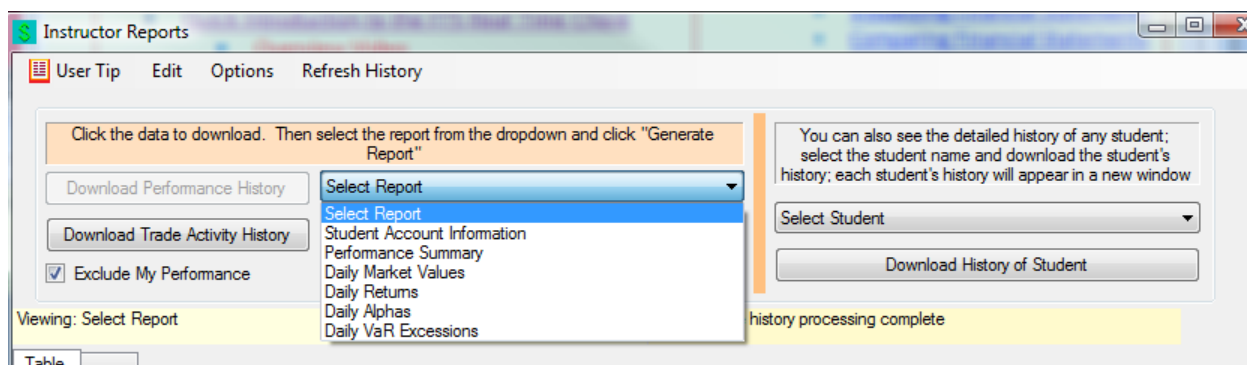 Instructor Reports
User Tip Edit Options Refresh History
Click the data to download. Then select the report from the dropdown and click "Generate
Report"
Download Performance History
Select Report
Select Report
Student Account Information
Performance Summary
Daily Market Values
Daily Returns
Daily Alphas
Daily VaR Excessions
Download Trade Activity History
Exclude My Performance
You can also see the detailed history of any student;
select the student name and download the student's
history; each student's history will appear in a new window
Select Student
Download History of Student
Viewing: Select Report
history processing complete
Table